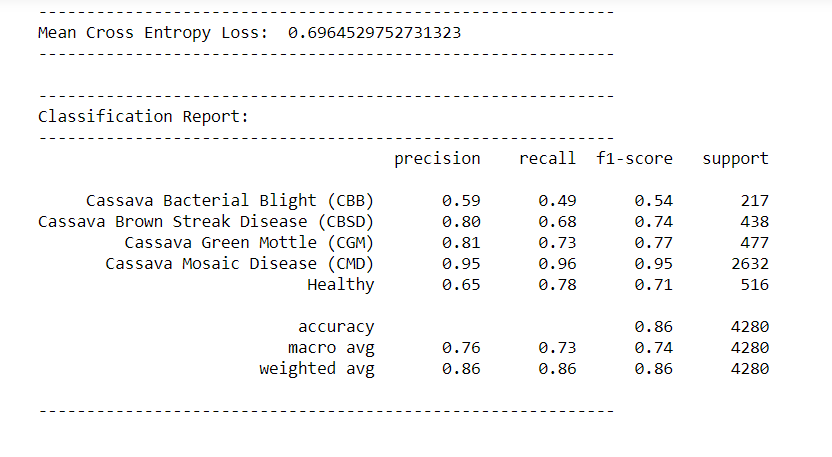 ------------------------------------------------------------
Mean Cross Entropy Loss:  0.6964529752731323
------------------------------------------------------------
------------------------------------------------------------
Classification Report:
------------------------------------------------------------
precision    recall  f1-score   support
Cassava Bacterial Blight (CBB)       0.59      0.49      0.54       217
Cassava Brown Streak Disease (CBSD)       0.80      0.68      0.74       438
Cassava Green Mottle (CGM)       0.81      0.73      0.77       477
Cassava Mosaic Disease (CMD)       0.95      0.96      0.95      2632
Healthy       0.65      0.78      0.71       516
accuracy                           0.86      4280
macro avg       0.76      0.73      0.74      4280
weighted avg       0.86      0.86      0.86      4280
------------------------------------------------------------